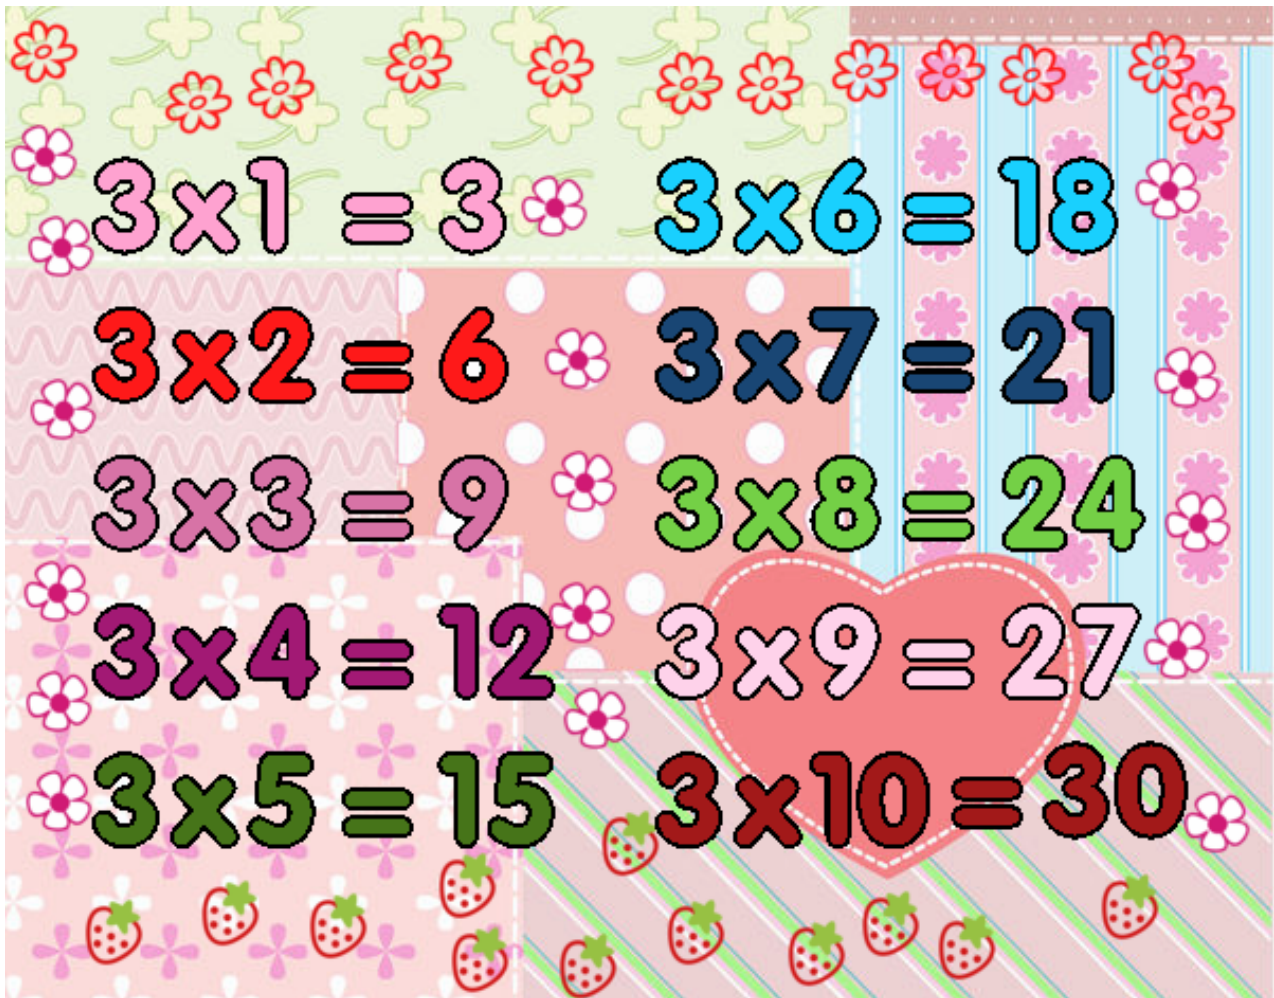 3x1 = 3
3x2 = 6
3x3 = 9
3x4 = 12
3x5 = 15
3x6 = 18
3x7 = 21
3x8 = 24
3x9 = 27
3x10 = 30